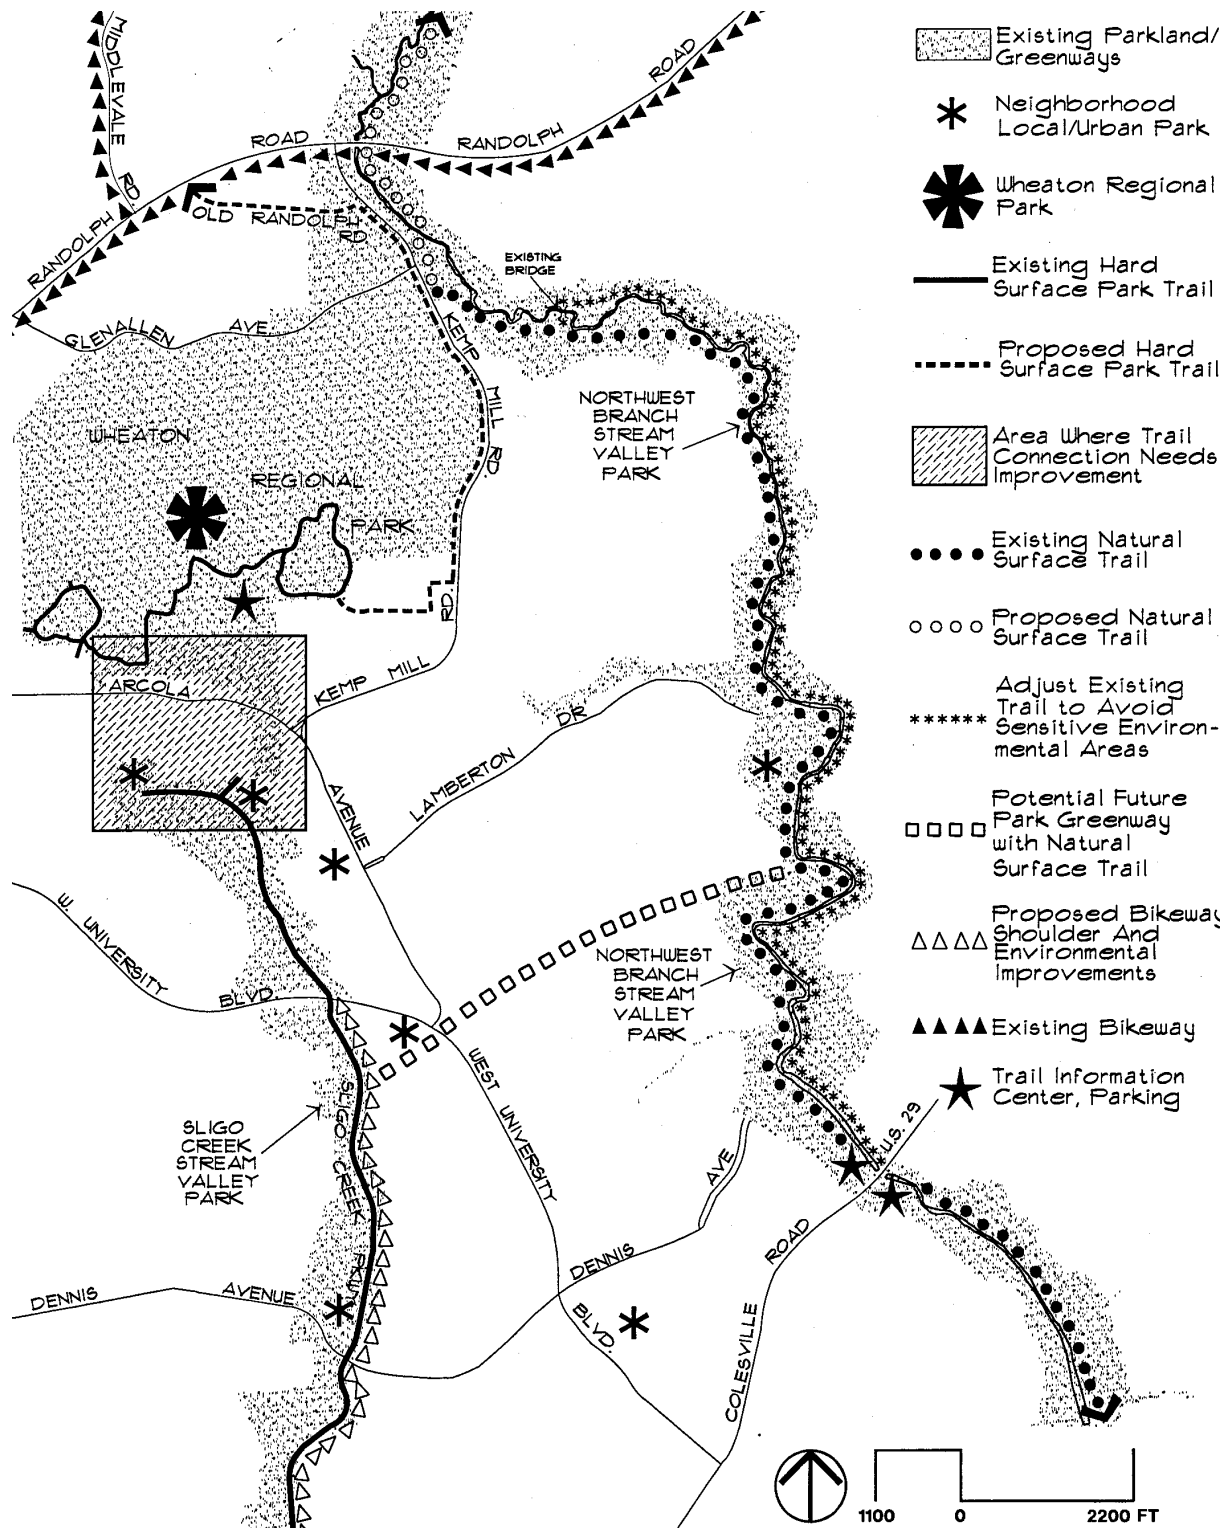 MIDDLEVALE
RD.
ROAD
RANDOLPH
ROAD
OLD RANDOLPH
RD
RANDOLPH
GLENALLEN AVE.
EXISTING
BRIDGE
KEMP
MILL
RD.
WHEATON
REGIONAL
PARK
NORTHWEST
BRANCH
STREAM
VALLEY
PARK
RD
KEMP MILL
ARCOLA
AVENUE
LAMBERTON DR
W. UNIVERSITY
BLVD.
NORTHWEST
BRANCH
STREAM
VALLEY
PARK
WEST UNIVERSITY
BLVD.
SLIGO
CREEK
STREAM
VALLEY
PARK
SLIGO CREEK
U.S. 29
AVE
DENNIS
ROAD
COLESVILLE
DENNIS AVENUE
Existing Parkland/
Greenways
Neighborhood
Local/Urban Park
Wheaton Regional
Park
Existing Hard
Surface Park Trail
Proposed Hard
Surface Park Trail
Area Where Trail
Connection Needs
Improvement
Existing Natural
Surface Trail
Proposed Natural
Surface Trail
Adjust Existing
Trail to Avoid
Sensitive Environ-
mental Areas
Potential Future
Park Greenway
with Natural
Surface Trail
Proposed Bikeway
Shoulder And
Environmental
Improvements
Existing Bikeway
Trail Information
Center, Parking
1100 0 2200 FT